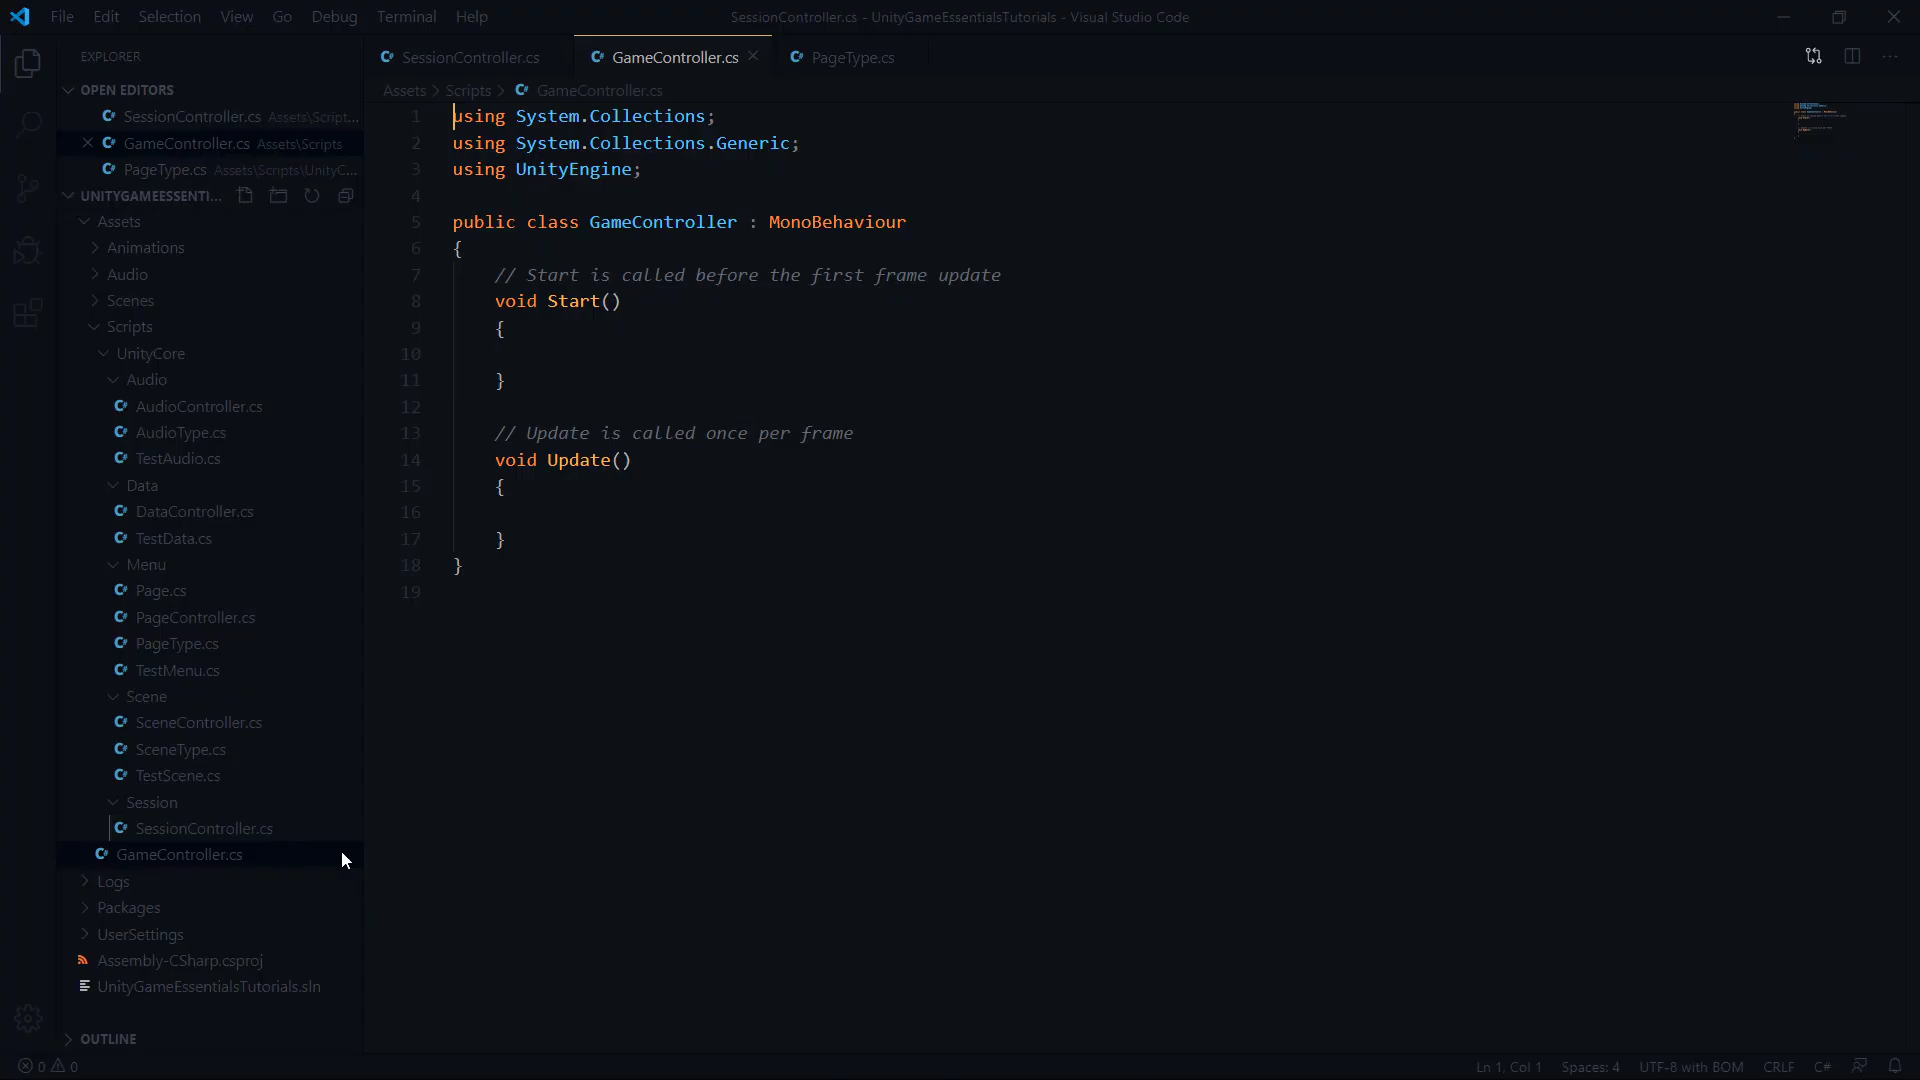 File Edit Selection View Go Debug Terminal Help
SessionController.cs - UnityGameEssentialsTutorials - Visual Studio Code
EXPLORER
OPEN EDITORS
SessionController.cs Assets\Script...
GameController.cs Assets\Scripts
PageType.cs Assets\Scripts\UnityC...
UNITYGAMEESSENTI...
Assets
Animations
Audio
Scenes
Scripts
UnityCore
Audio
AudioController.cs
AudioType.cs
TestAudio.cs
Data
DataController.cs
TestData.cs
Menu
Page.cs
PageController.cs
PageType.cs
TestMenu.cs
Scene
SceneController.cs
SceneType.cs
TestScene.cs
Session
SessionController.cs
GameController.cs
Logs
Packages
UserSettings
Assembly-CSharp.csproj
UnityGameEssentialsTutorials.sln
OUTLINE
SessionController.cs GameController.cs PageType.cs
Assets > Scripts > GameController.cs
1 using System.Collections;
2 using System.Collections.Generic;
3 using UnityEngine;
4
5 public class GameController : MonoBehaviour
6 {
7 // Start is called before the first frame update
8 void Start()
9 {
10
11 }
12
13 // Update is called once per frame
14 void Update()
15 {
16
17 }
18 }
19
0 0 Ln 1, Col 1 Spaces: 4 UTF-8 with BOM CRLF C#